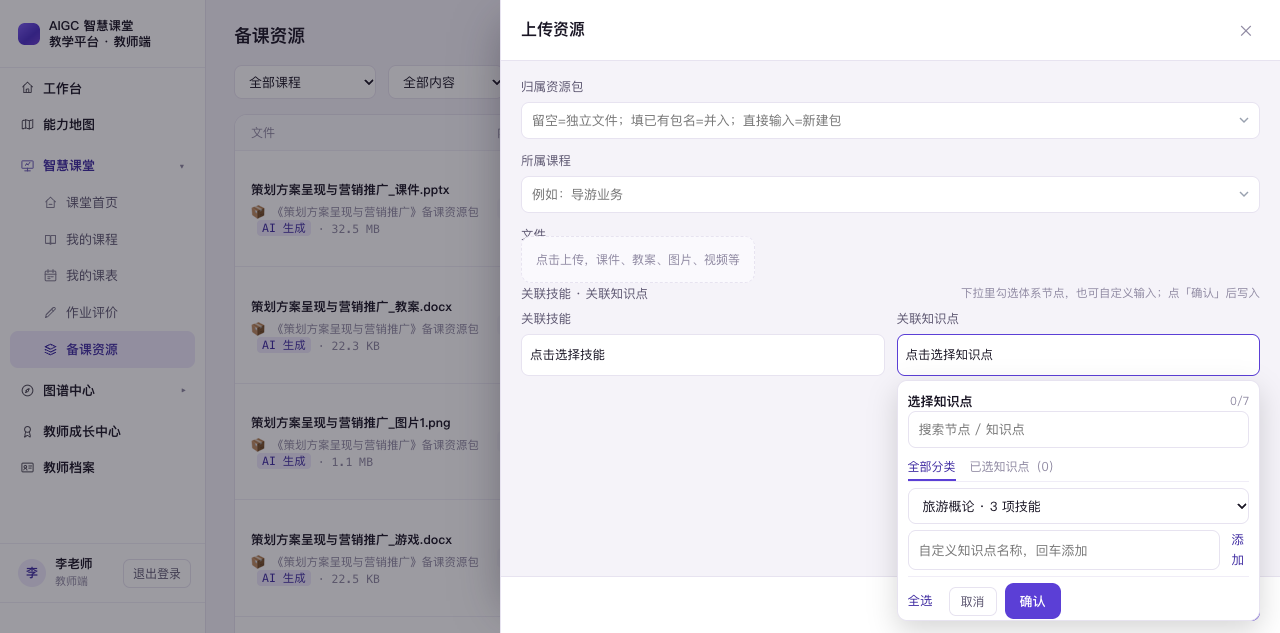 AIGC 智慧课堂
教学平台 · 教师端
工作台
能力地图
智慧课堂
课堂首页
我的课程
我的课表
作业评价
备课资源
图谱中心
教师成长中心
教师档案
李
李老师
教师端
退出登录
备课资源
全部课程
全部内容
文件
策划方案呈现与营销推广_课件.pptx
《策划方案呈现与营销推广》备课资源包
AI 生成 · 32.5 MB
策划方案呈现与营销推广_教案.docx
《策划方案呈现与营销推广》备课资源包
AI 生成 · 22.3 KB
策划方案呈现与营销推广_图片1.png
《策划方案呈现与营销推广》备课资源包
AI 生成 · 1.1 MB
策划方案呈现与营销推广_游戏.docx
《策划方案呈现与营销推广》备课资源包
AI 生成 · 22.5 KB
上传资源
归属资源包
留空=独立文件；填已有包名=并入；直接输入=新建包
所属课程
例如：导游业务
文件
点击上传，课件、教案、图片、视频等
关联技能 · 关联知识点
下拉里勾选体系节点，也可自定义输入；点「确认」后写入
关联技能
点击选择技能
关联知识点
点击选择知识点
选择知识点
0/7
搜索节点 / 知识点
全部分类
已选知识点（0）
旅游概论 · 3 项技能
自定义知识点名称，回车添加
添加
全选
取消
确认